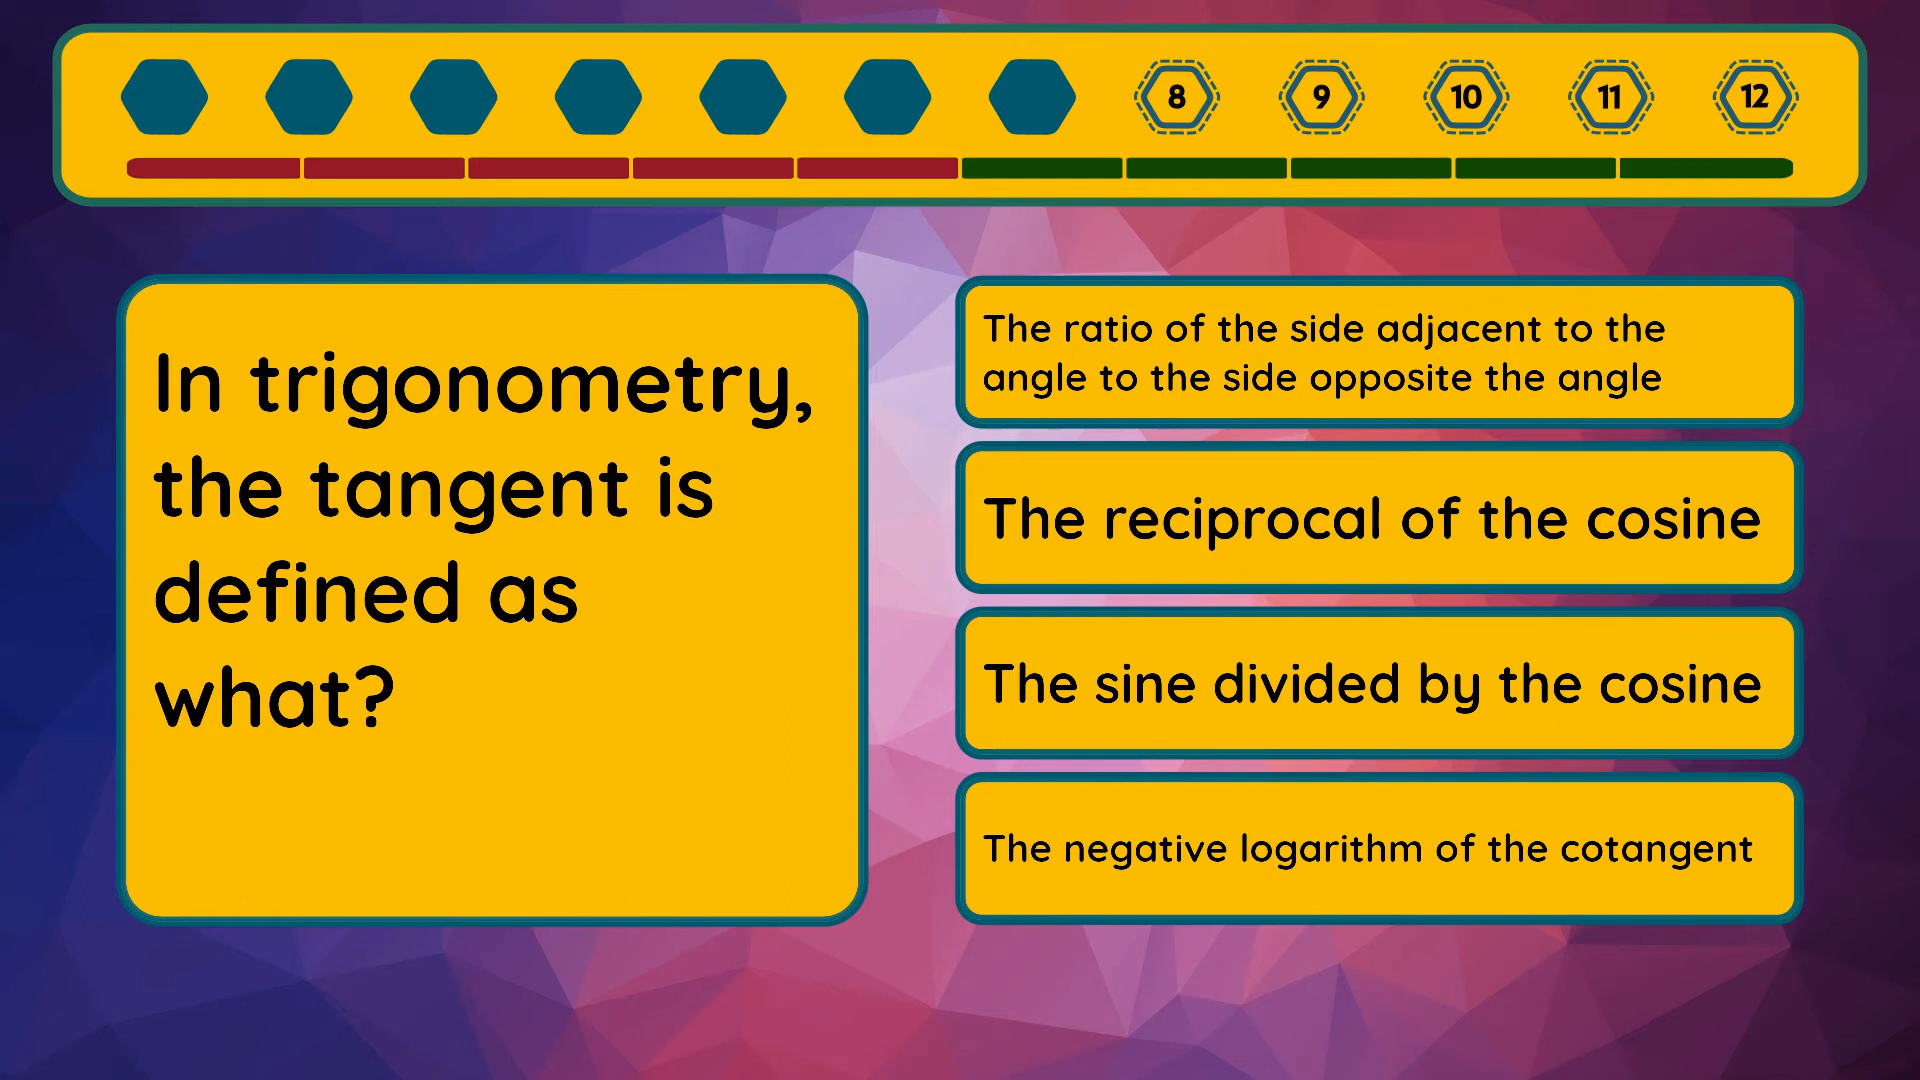 8 9 10 11 12
In trigonometry,
the tangent is
defined as
what?
The ratio of the side adjacent to the
angle to the side opposite the angle
The reciprocal of the cosine
The sine divided by the cosine
The negative logarithm of the cotangent